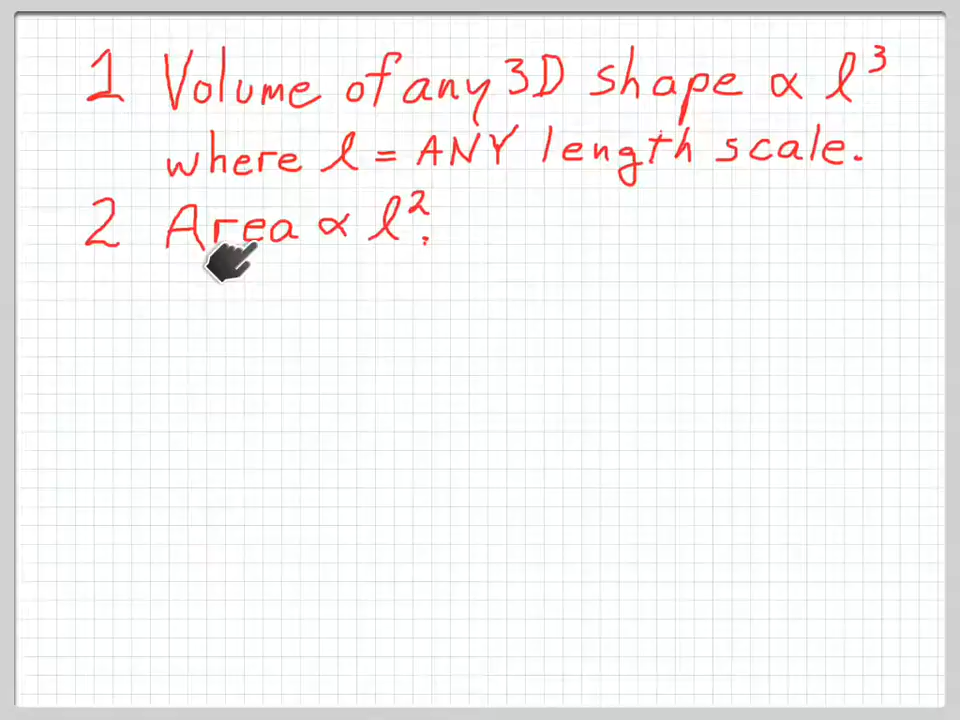 1 Volume of any 3D shape ∝ l³
where l = ANY length scale.
2 Area ∝ l².